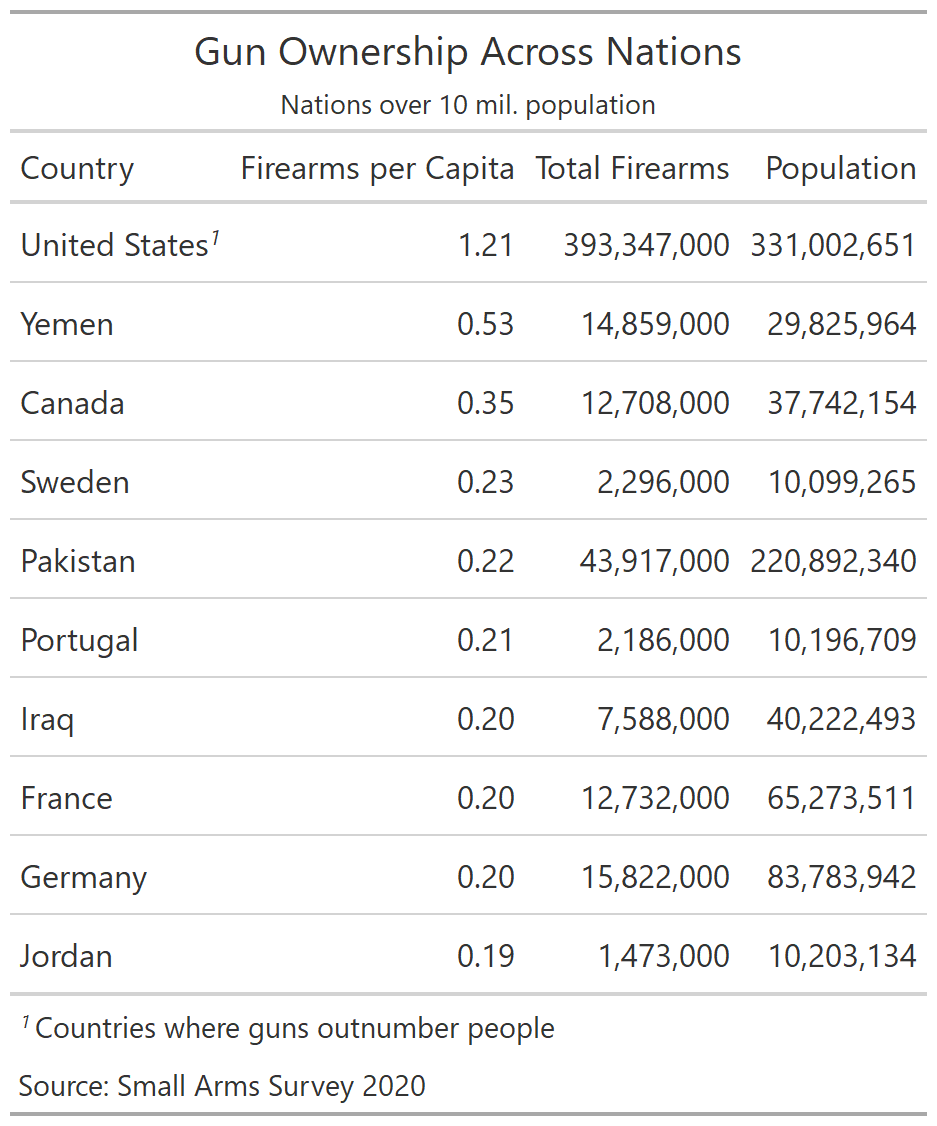 Gun Ownership Across Nations
Nations over 10 mil. population
Country Firearms per Capita Total Firearms Population
United States¹ 1.21 393,347,000 331,002,651
Yemen 0.53 14,859,000 29,825,964
Canada 0.35 12,708,000 37,742,154
Sweden 0.23 2,296,000 10,099,265
Pakistan 0.22 43,917,000 220,892,340
Portugal 0.21 2,186,000 10,196,709
Iraq 0.20 7,588,000 40,222,493
France 0.20 12,732,000 65,273,511
Germany 0.20 15,822,000 83,783,942
Jordan 0.19 1,473,000 10,203,134
¹ Countries where guns outnumber people
Source: Small Arms Survey 2020